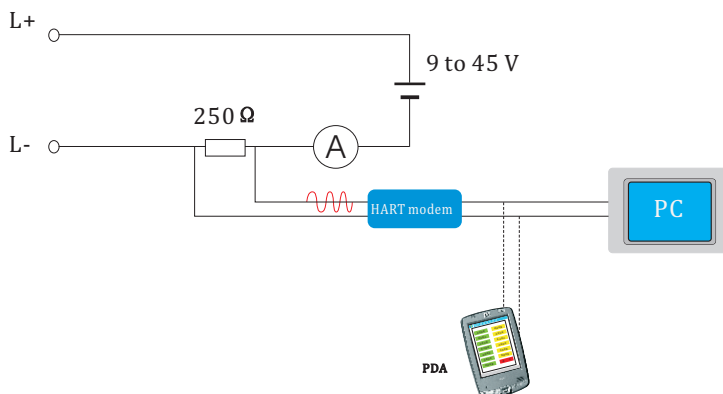 L+
9 to 45 V
250 Ω
L-
A
HART modem
PC
PDA